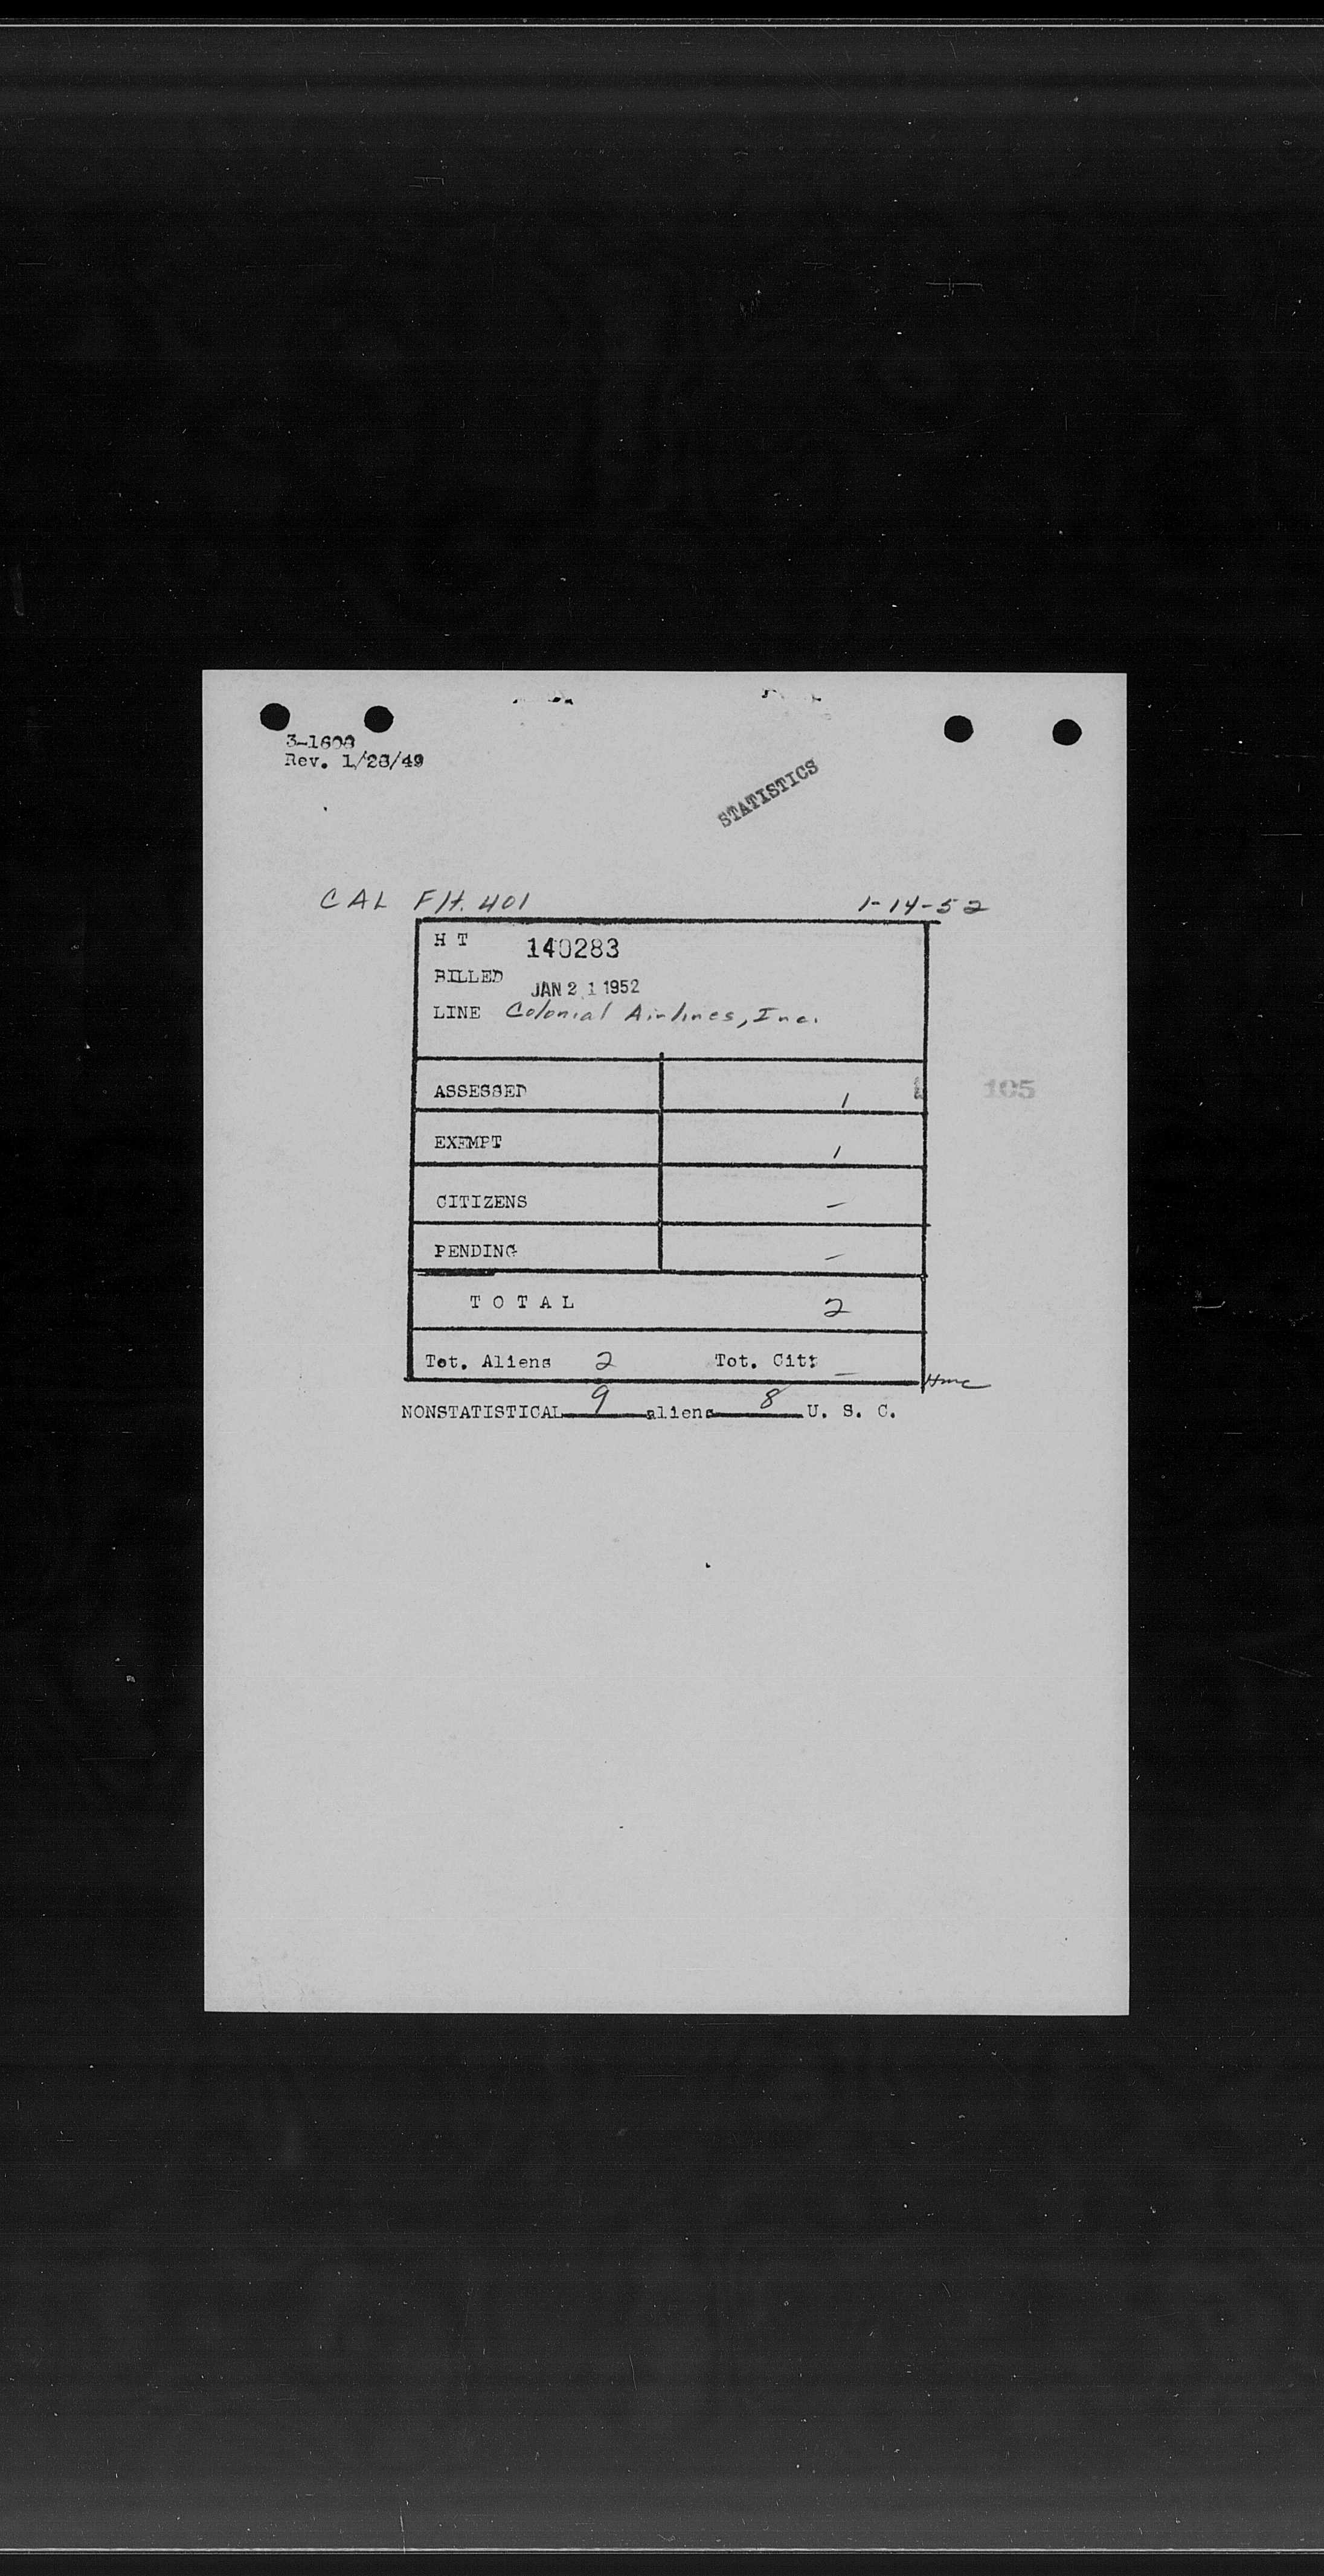 3-1608
Rev. 1/28/49
STATISTICS
CAL Flt. 401 1-14-52
H T 140283
BILLED JAN 21 1952
LINE Colonial Airlines, Inc.
ASSESSED 1
105
EXEMPT 1
CITIZENS –
PENDING –
T O T A L 2
Tot. Aliens 2 Tot. Cit: –
NONSTATISTICAL 9 aliens 8 U. S. C.